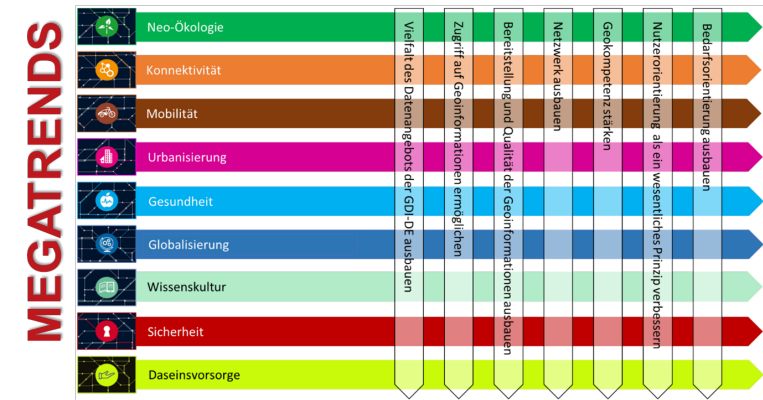 MEGATRENDS
Neo-Ökologie
Konnektivität
Mobilität
Urbanisierung
Gesundheit
Globalisierung
Wissenskultur
Sicherheit
Daseinsvorsorge
Vielfalt des Datenangebots der GDI-DE ausbauen
Zugriff auf Geoinformationen ermöglichen
Bereitstellung und Qualität der Geoinformationen ausbauen
Netzwerk ausbauen
Geokompetenz stärken
Nutzerorientierung als ein wesentliches Prinzip verbessern
Bedarfsorientierung ausbauen